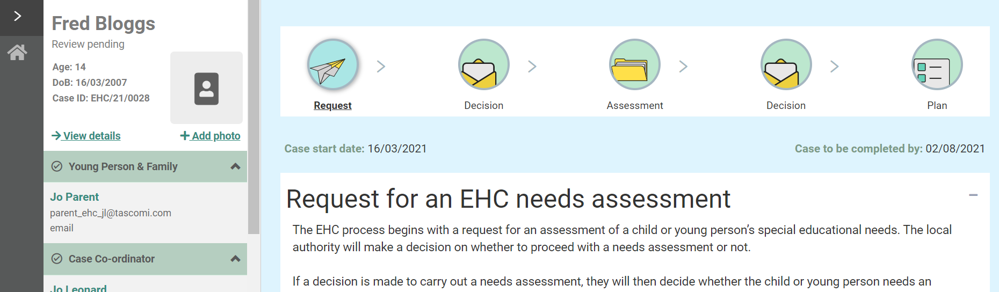 Fred Bloggs
Review pending
Age: 14
DoB: 16/03/2007
Case ID: EHC/21/0028
View details
Add photo
Young Person & Family
Jo Parent
parent_ehc_jl@tascomi.com
email
Case Co-ordinator
Jo Leonard
Request
Decision
Assessment
Decision
Plan
Case start date: 16/03/2021
Case to be completed by: 02/08/2021
Request for an EHC needs assessment
The EHC process begins with a request for an assessment of a child or young person’s special educational needs. The local
authority will make a decision on whether to proceed with a needs assessment or not.
If a decision is made to carry out a needs assessment, they will then decide whether the child or young person needs an